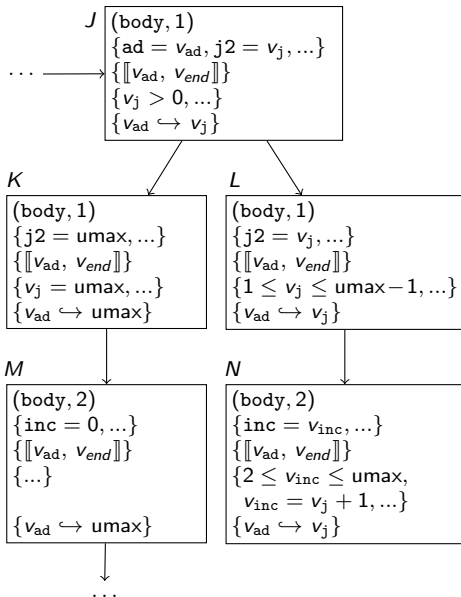 J
(body, 1)
{ad = v_ad, j2 = v_j, ...}
... {⟦v_ad, v_end⟧}
{v_j > 0, ...}
{v_ad ↪ v_j}
K
(body, 1)
{j2 = umax, ...}
{⟦v_ad, v_end⟧}
{v_j = umax, ...}
{v_ad ↪ umax}
L
(body, 1)
{j2 = v_j, ...}
{⟦v_ad, v_end⟧}
{1 ≤ v_j ≤ umax−1, ...}
{v_ad ↪ v_j}
M
(body, 2)
{inc = 0, ...}
{⟦v_ad, v_end⟧}
{...}
{v_ad ↪ umax}
...
N
(body, 2)
{inc = v_inc, ...}
{⟦v_ad, v_end⟧}
{2 ≤ v_inc ≤ umax,
v_inc = v_j + 1, ...}
{v_ad ↪ v_j}